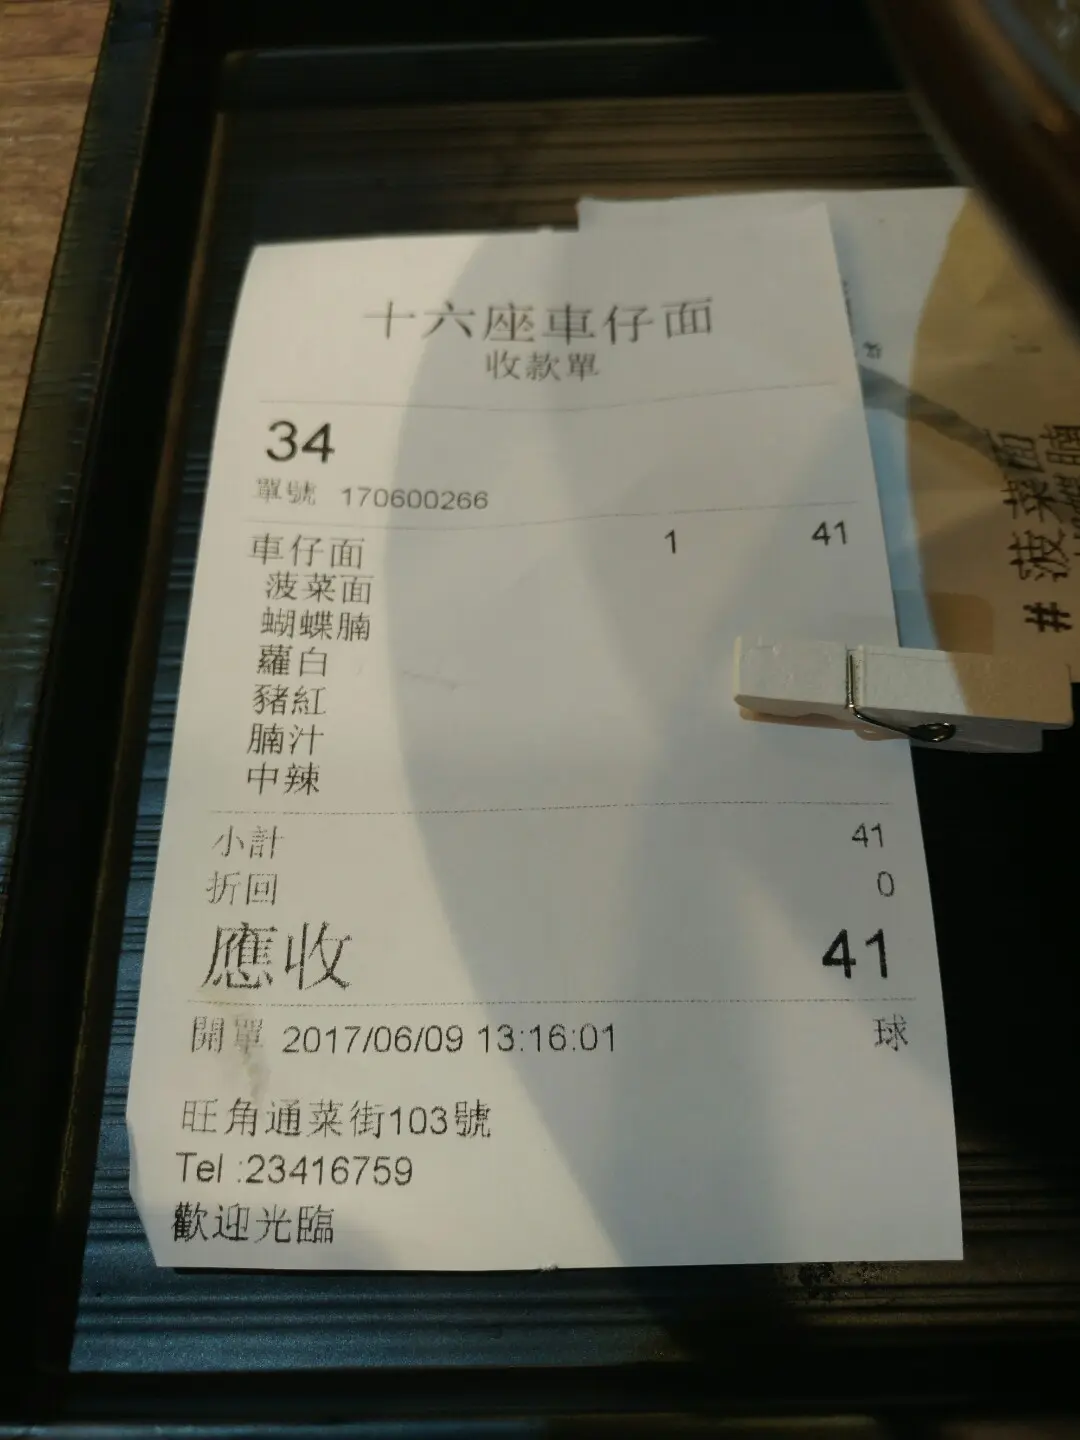 十六座車仔面
收款單
34
單號 170600266
車仔面 1 41
菠菜面
蝴蝶腩
蘿白
豬紅
腩汁
中辣
小計 41
折回 0
應收 41
開單 2017/06/09 13:16:01 球
旺角通菜街103號
Tel :23416759
歡迎光臨
# 菠菜面